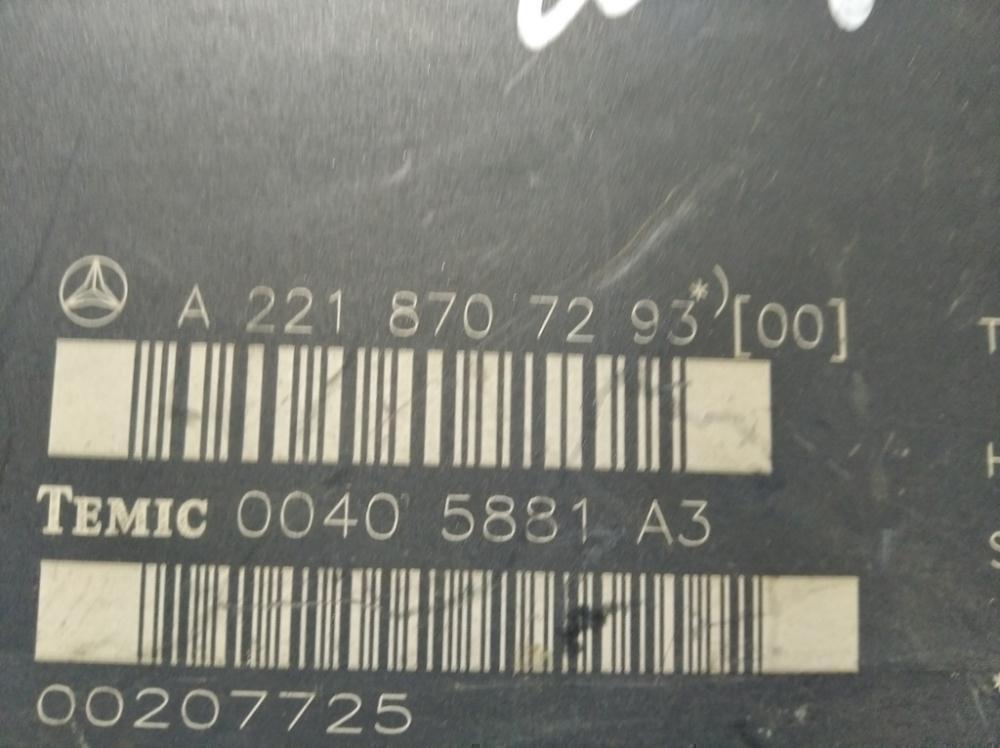 A 221 870 72 93*) [00]
TEMIC 0040 5881 A3
00207725